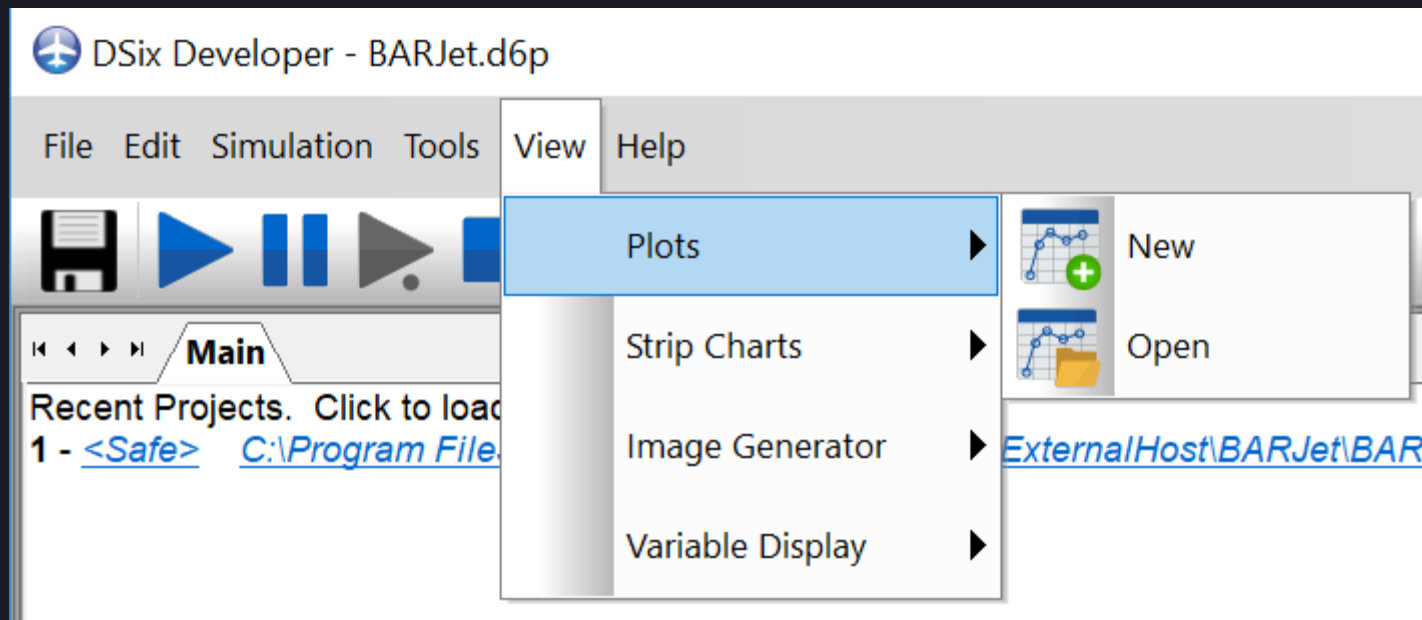 DSix Developer - BARJet.d6p
File Edit Simulation Tools View Help
Plots
New
Strip Charts
Open
Image Generator
Variable Display
Main
Recent Projects. Click to load
1 - <Safe> C:\Program File ExternalHost\BARJet\BAR